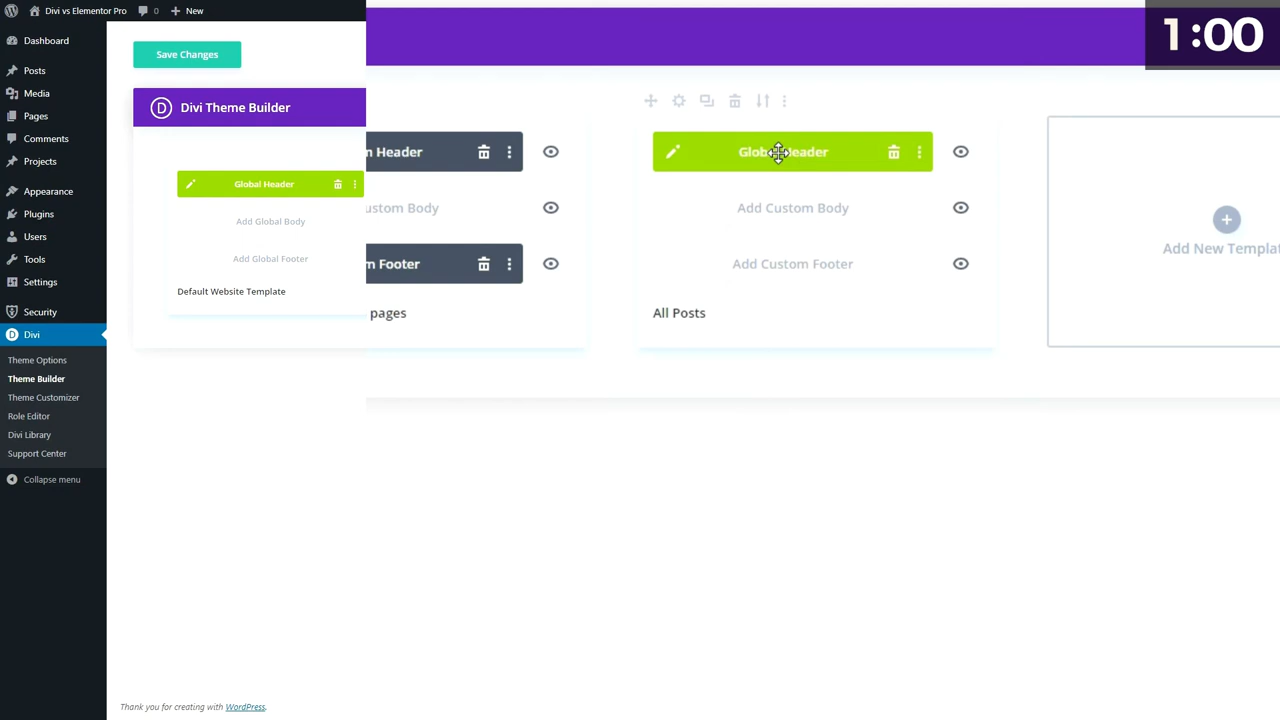 Divi vs Elementor Pro
0
New
1:00
Dashboard
Posts
Media
Pages
Comments
Projects
Appearance
Plugins
Users
Tools
Settings
Security
Divi
Theme Options
Theme Builder
Theme Customizer
Role Editor
Divi Library
Support Center
Collapse menu
Save Changes
D Divi Theme Builder
Global Header
Add Global Body
Add Global Footer
Default Website Template
m Header
ustom Body
m Footer
pages
Global Header
Add Custom Body
Add Custom Footer
All Posts
Add New Templa
Thank you for creating with WordPress.